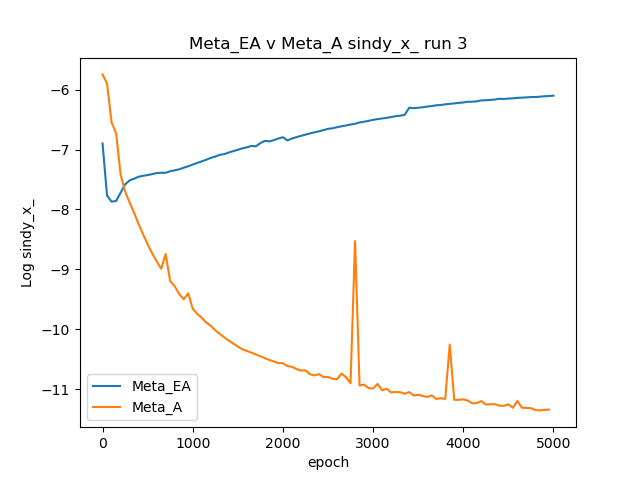 Meta_EA v Meta_A sindy_x_ run 3
Log sindy_x_
−6
−7
−8
−9
−10
−11
Meta_EA
Meta_A
0 1000 2000 3000 4000 5000
epoch